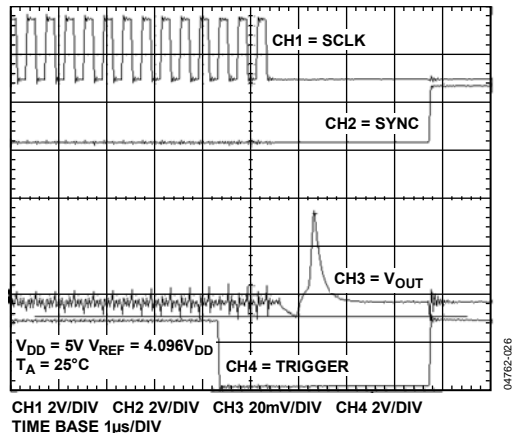 CH1 = SCLK
CH2 = SYNC
CH3 = VOUT
VDD = 5V VREF = 4.096VDD
TA = 25°C
CH4 = TRIGGER
CH1 2V/DIV CH2 2V/DIV CH3 20mV/DIV CH4 2V/DIV
TIME BASE 1µs/DIV
04762-026